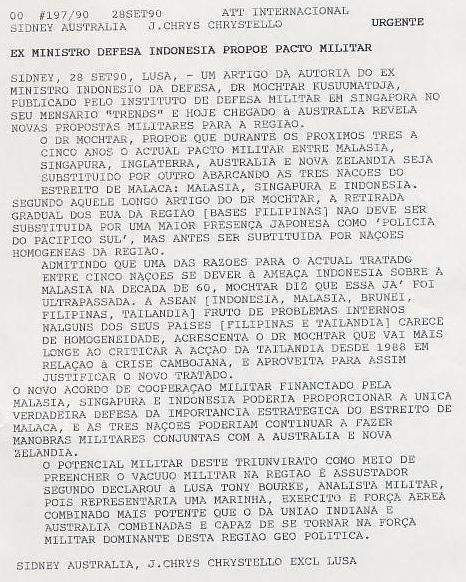 00 #197/90 28SET90 ATT INTERNACIONAL
SIDNEY AUSTRALIA J.CHRYS CHRYSTELLO URGENTE
EX MINISTRO DEFESA INDONESIA PROPOE PACTO MILITAR
SIDNEY, 28 SET90, LUSA, - UM ARTIGO DA AUTORIA DO EX
MINISTRO INDONESIO DA DEFESA, DR MOCHTAR KUSUUMATDJA,
PUBLICADO PELO INSTITUTO DE DEFESA MILITAR EM SINGAPORA NO
SEU MENSARIO "TRENDS" E HOJE CHEGADO à AUSTRALIA REVELA
NOVAS PROPOSTAS MILITARES PARA A REGIAO.
O DR MOCHTAR, PROPOE QUE DURANTE OS PROXIMOS TRES A
CINCO ANOS O ACTUAL PACTO MILITAR ENTRE MALASIA,
SINGAPURA, INGLATERRA, AUSTRALIA E NOVA ZELANDIA SEJA
SUBSTITUIDO POR OUTRO ABARCANDO AS TRES NACOES DO
ESTREITO DE MALACA: MALASIA, SINGAPURA E INDONESIA.
SEGUNDO AQUELE LONGO ARTIGO DO DR MOCHTAR, A RETIRADA
GRADUAL DOS EUA DA REGIAO [BASES FILIPINAS] NAO DEVE SER
SUBSTITUIDA POR UMA MAIOR PRESENÇA JAPONESA COMO 'POLICIA
DO PACIFICO SUL', MAS ANTES SER SUBTITUIDA POR NAÇOES
HOMOGENEAS DA REGIAO.
ADMITINDO QUE UMA DAS RAZOES PARA O ACTUAL TRATADO
ENTRE CINCO NAÇOES SE DEVER à AMEAÇA INDONESIA SOBRE A
MALASIA NA DECADA DE 60, MOCHTAR DIZ QUE ESSA JA' FOI
ULTRAPASSADA. A ASEAN [INDONESIA, MALASIA, BRUNEI,
FILIPINAS, TAILANDIA] FRUTO DE PROBLEMAS INTERNOS
NALGUNS DOS SEUS PAíSES [FILIPINAS E TAILANDIA] CARECE
DE HOMOGENEIDADE, ACRESCENTA O DR MOCHTAR QUE VAI MAIS
LONGE AO CRITICAR A ACÇAO DA TAILANDIA DESDE 1988 EM
RELAÇAO à CRISE CAMBOJANA, E APROVEITA PARA ASSIM
JUSTIFICAR O NOVO TRATADO.
O NOVO ACORDO DE COOPERAÇAO MILITAR FINANCIADO PELA
MALASIA, SINGAPURA E INDONESIA PODERIA PROPORCIONAR A UNICA
VERDADEIRA DEFESA DA IMPORTANCIA ESTRATEGICA DO ESTREITO DE
MALACA, E AS TRES NAÇOES PODERIAM CONTINUAR A FAZER
MANOBRAS MILITARES CONJUNTAS COM A AUSTRALIA E NOVA
ZELANDIA.
O POTENCIAL MILITAR DESTE TRIUNVIRATO COMO MEIO DE
PREENCHER O VACUUO MILITAR NA REGIAO è ASSUSTADOR
SEGUNDO DECLAROU à LUSA TONY BOURKE, ANALISTA MILITAR,
POIS REPRESENTARIA UMA MARINHA, EXERCITO E FORÇA AEREA
COMBINADO MAIS POTENTE QUE O DA UNIAO INDIANA E
AUSTRALIA COMBINADAS E CAPAZ DE SE TORNAR NA FORÇA
MILITAR DOMINANTE DESTA REGIAO GEO POLITICA.
SIDNEY AUSTRALIA, J.CHRYS CHRYSTELLO EXCL LUSA